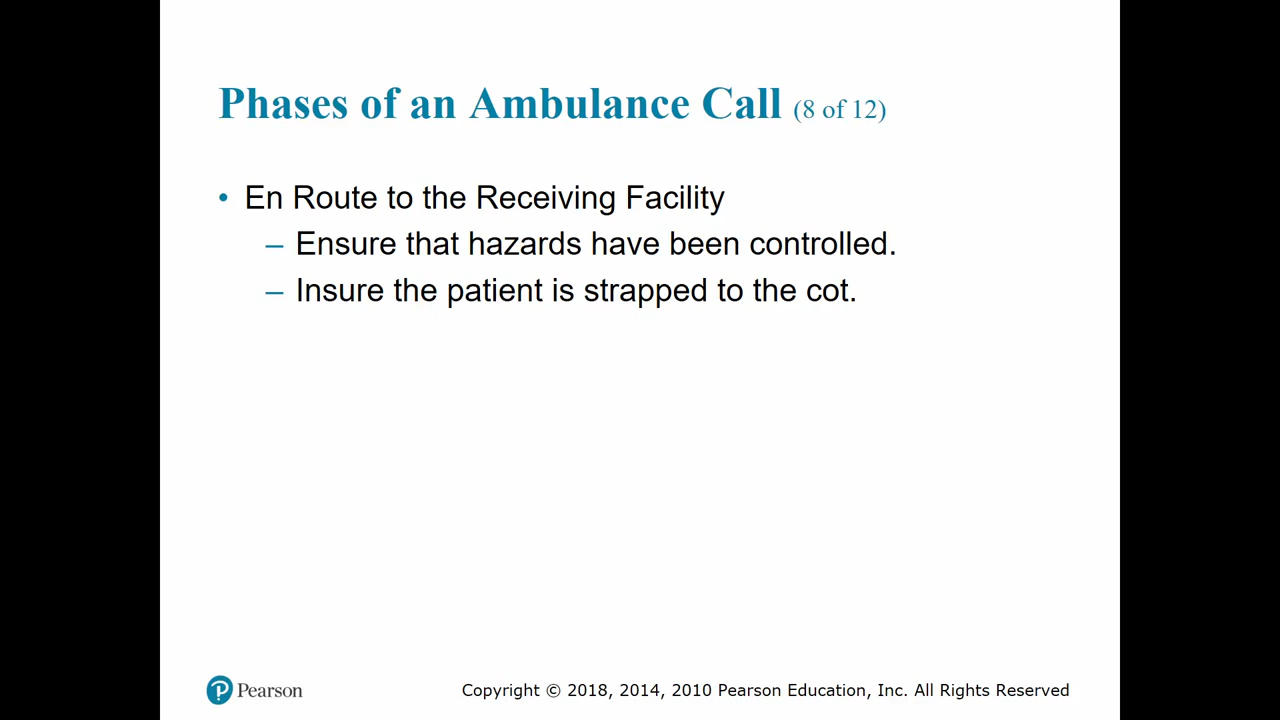 Phases of an Ambulance Call (8 of 12)
• En Route to the Receiving Facility
– Ensure that hazards have been controlled.
– Insure the patient is strapped to the cot.
Pearson
Copyright © 2018, 2014, 2010 Pearson Education, Inc. All Rights Reserved